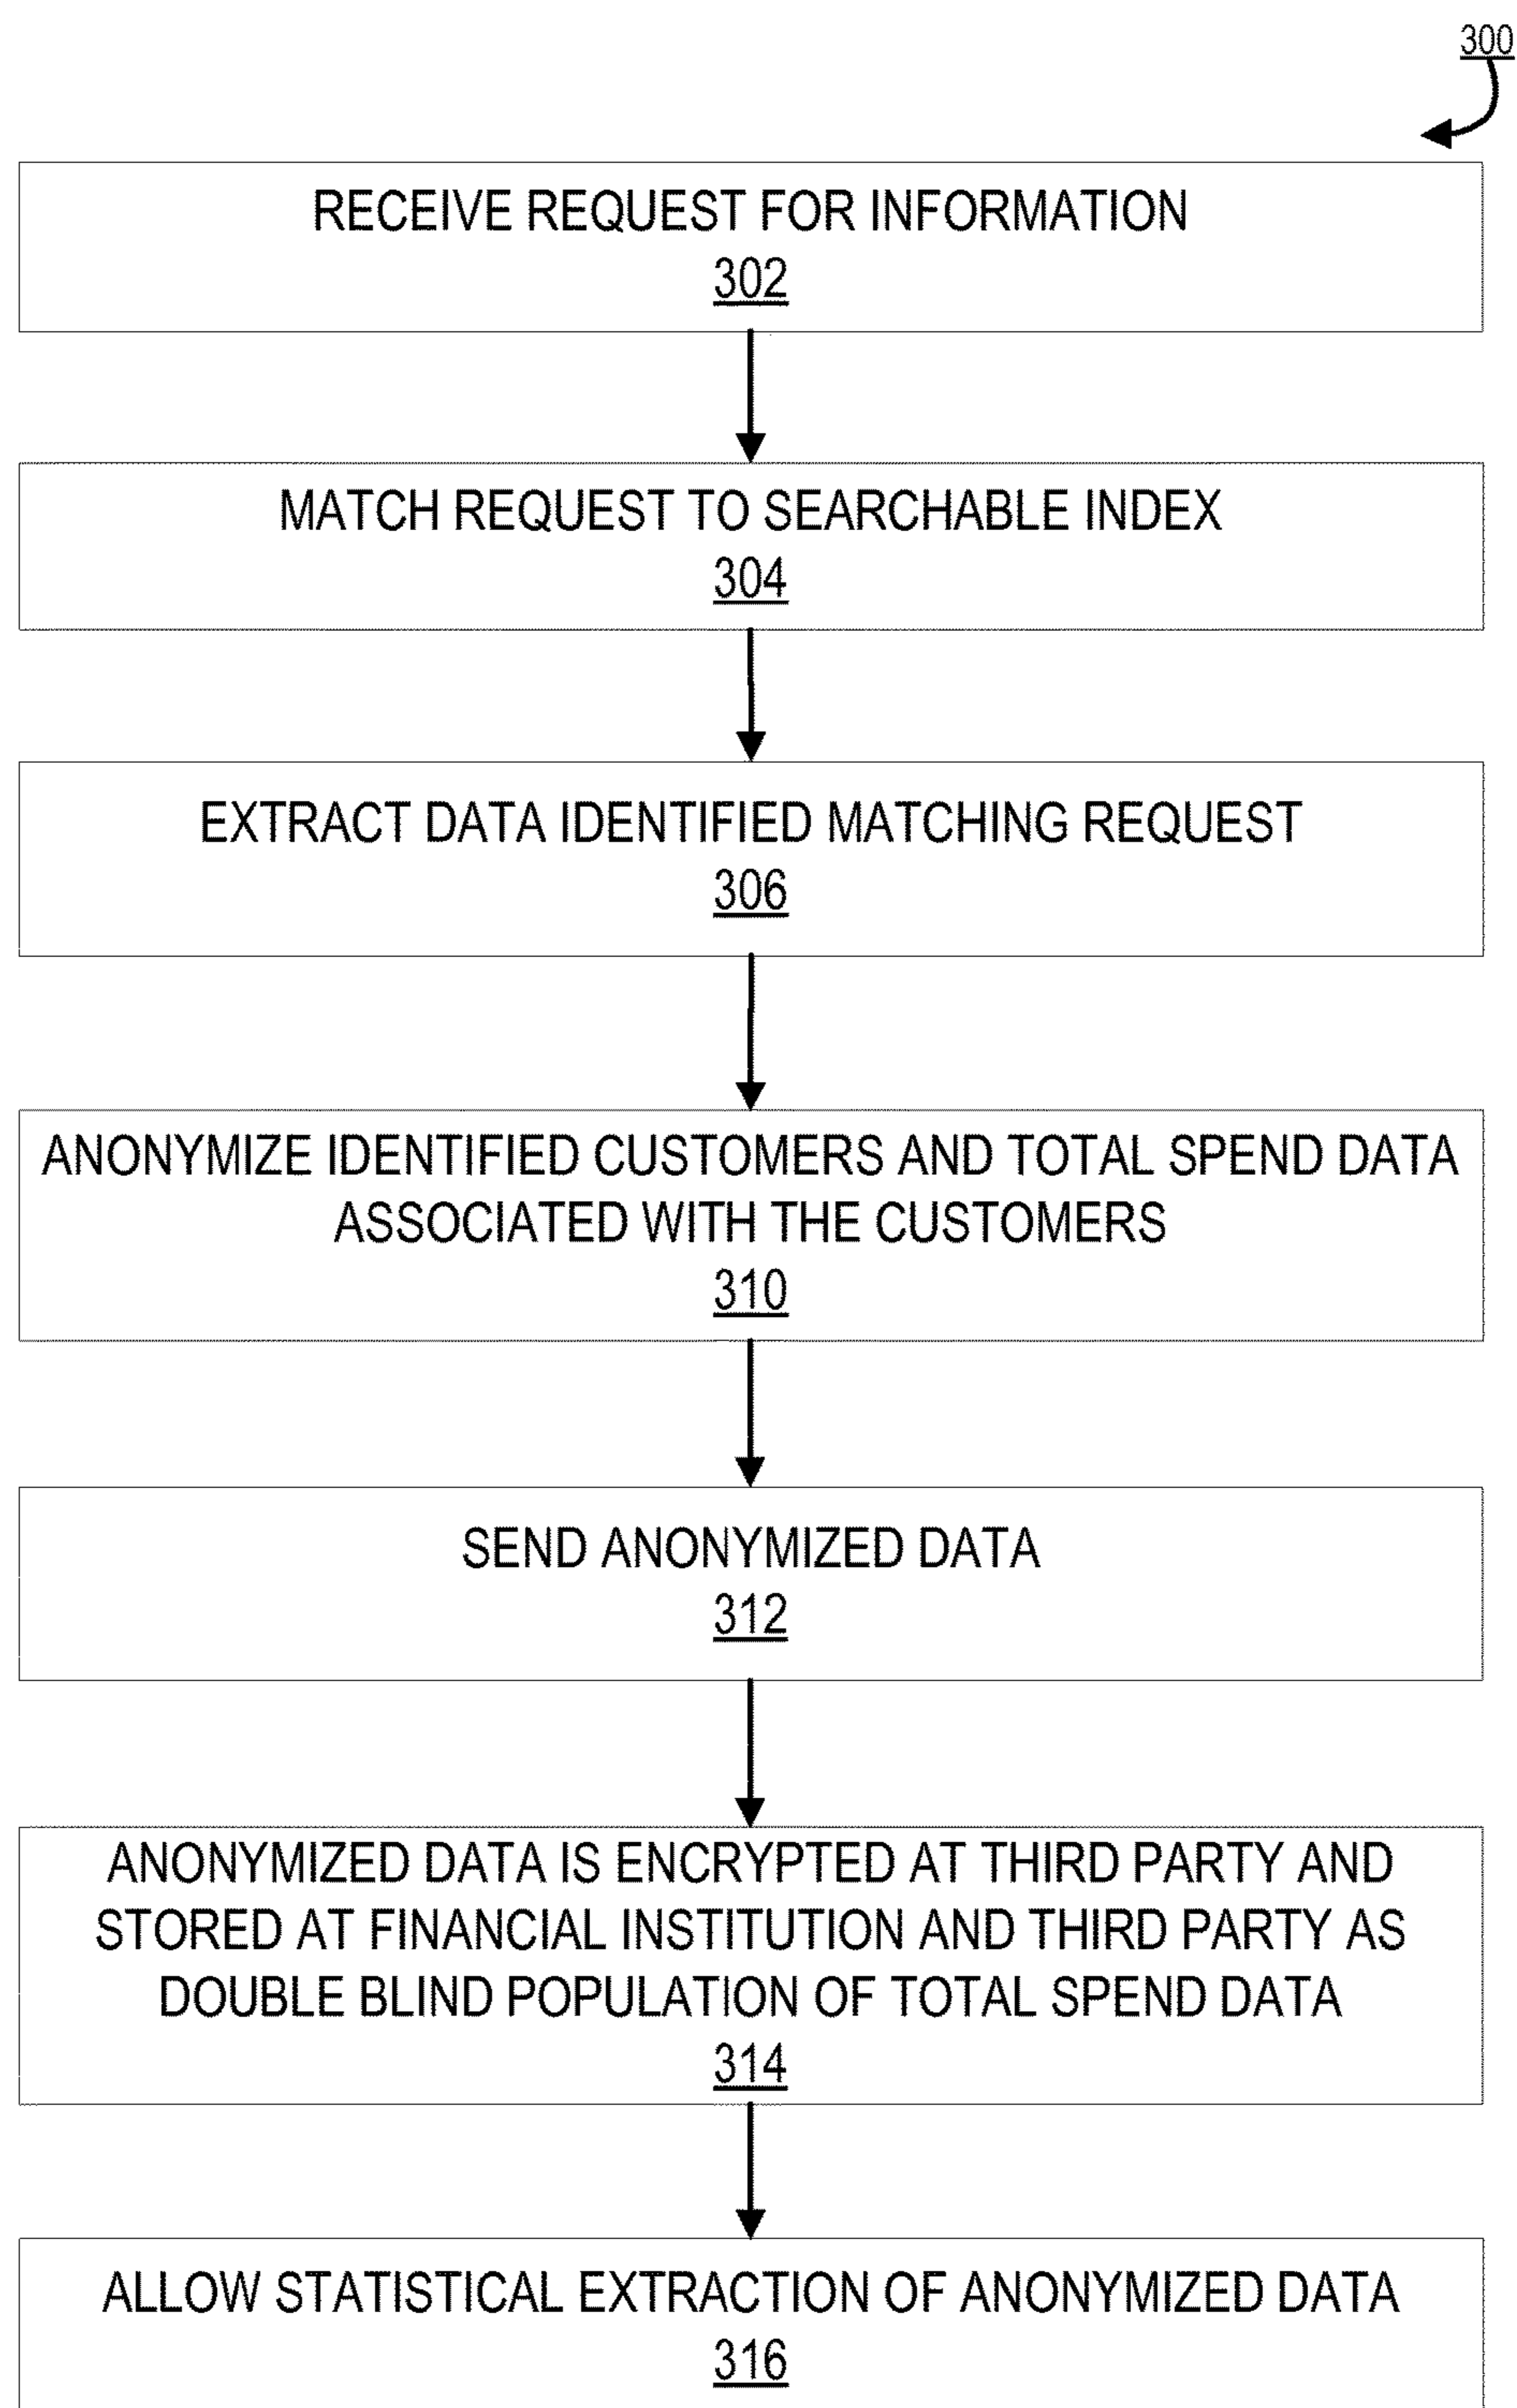 300
RECEIVE REQUEST FOR INFORMATION
302
MATCH REQUEST TO SEARCHABLE INDEX
304
EXTRACT DATA IDENTIFIED MATCHING REQUEST
306
ANONYMIZE IDENTIFIED CUSTOMERS AND TOTAL SPEND DATA
ASSOCIATED WITH THE CUSTOMERS
310
SEND ANONYMIZED DATA
312
ANONYMIZED DATA IS ENCRYPTED AT THIRD PARTY AND
STORED AT FINANCIAL INSTITUTION AND THIRD PARTY AS
DOUBLE BLIND POPULATION OF TOTAL SPEND DATA
314
ALLOW STATISTICAL EXTRACTION OF ANONYMIZED DATA
316